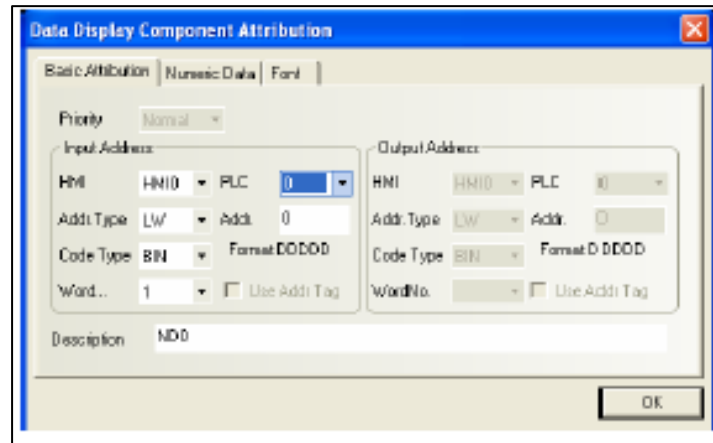 Data Display Component Attribution
Basic Attribution Numeric Data Font
Priority Normal
Input Address
HMI HMI0 PLC 0
Addr. Type LW Addr. 0
Code Type BIN Format:DDDDD
Word... 1 Use Addr Tag
Output Address
HMI HMI0 PLC 0
Addr. Type LW Addr. 0
Code Type BIN Format:DDDDD
WordNo. Use Addr Tag
Description ND0
OK